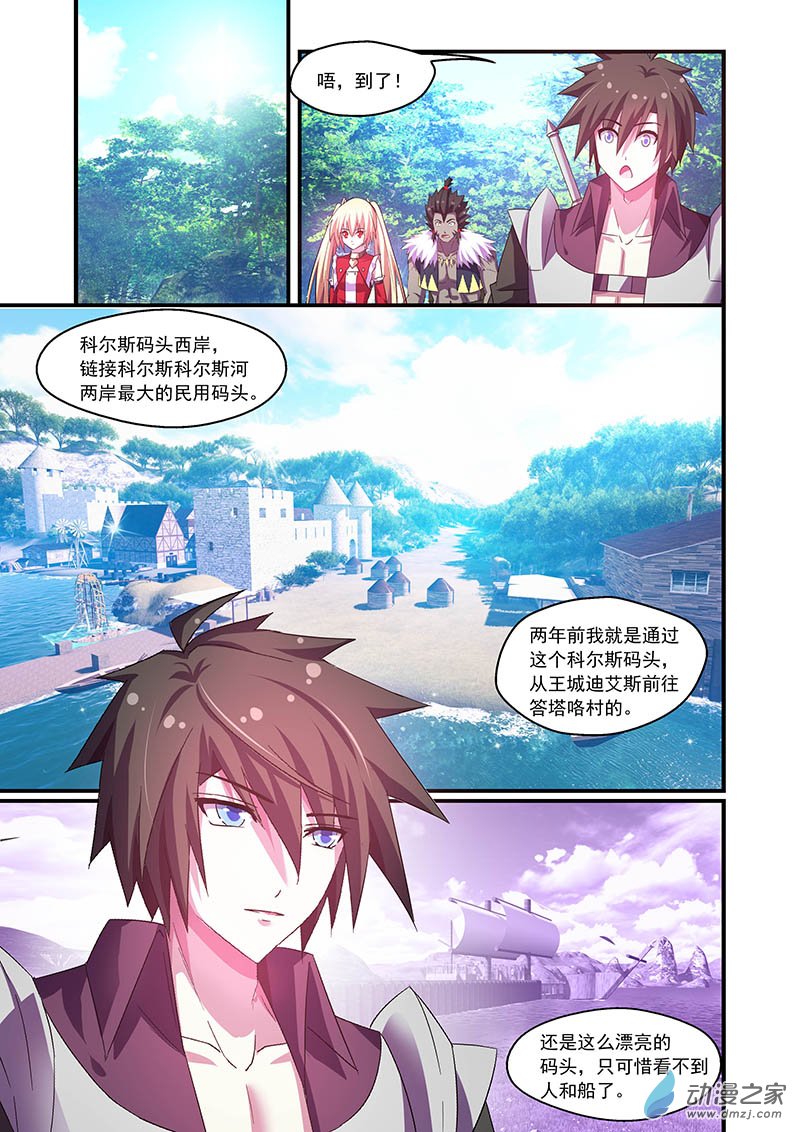 唔，到了！
科尔斯码头西岸，
链接科尔斯科尔斯河
两岸最大的民用码头。
两年前我就是通过
这个科尔斯码头，
从王城迪艾斯前往
答塔咯村的。
还是这么漂亮的
码头，只可惜看不到
人和船了。
动漫之家
www.dmzj.com